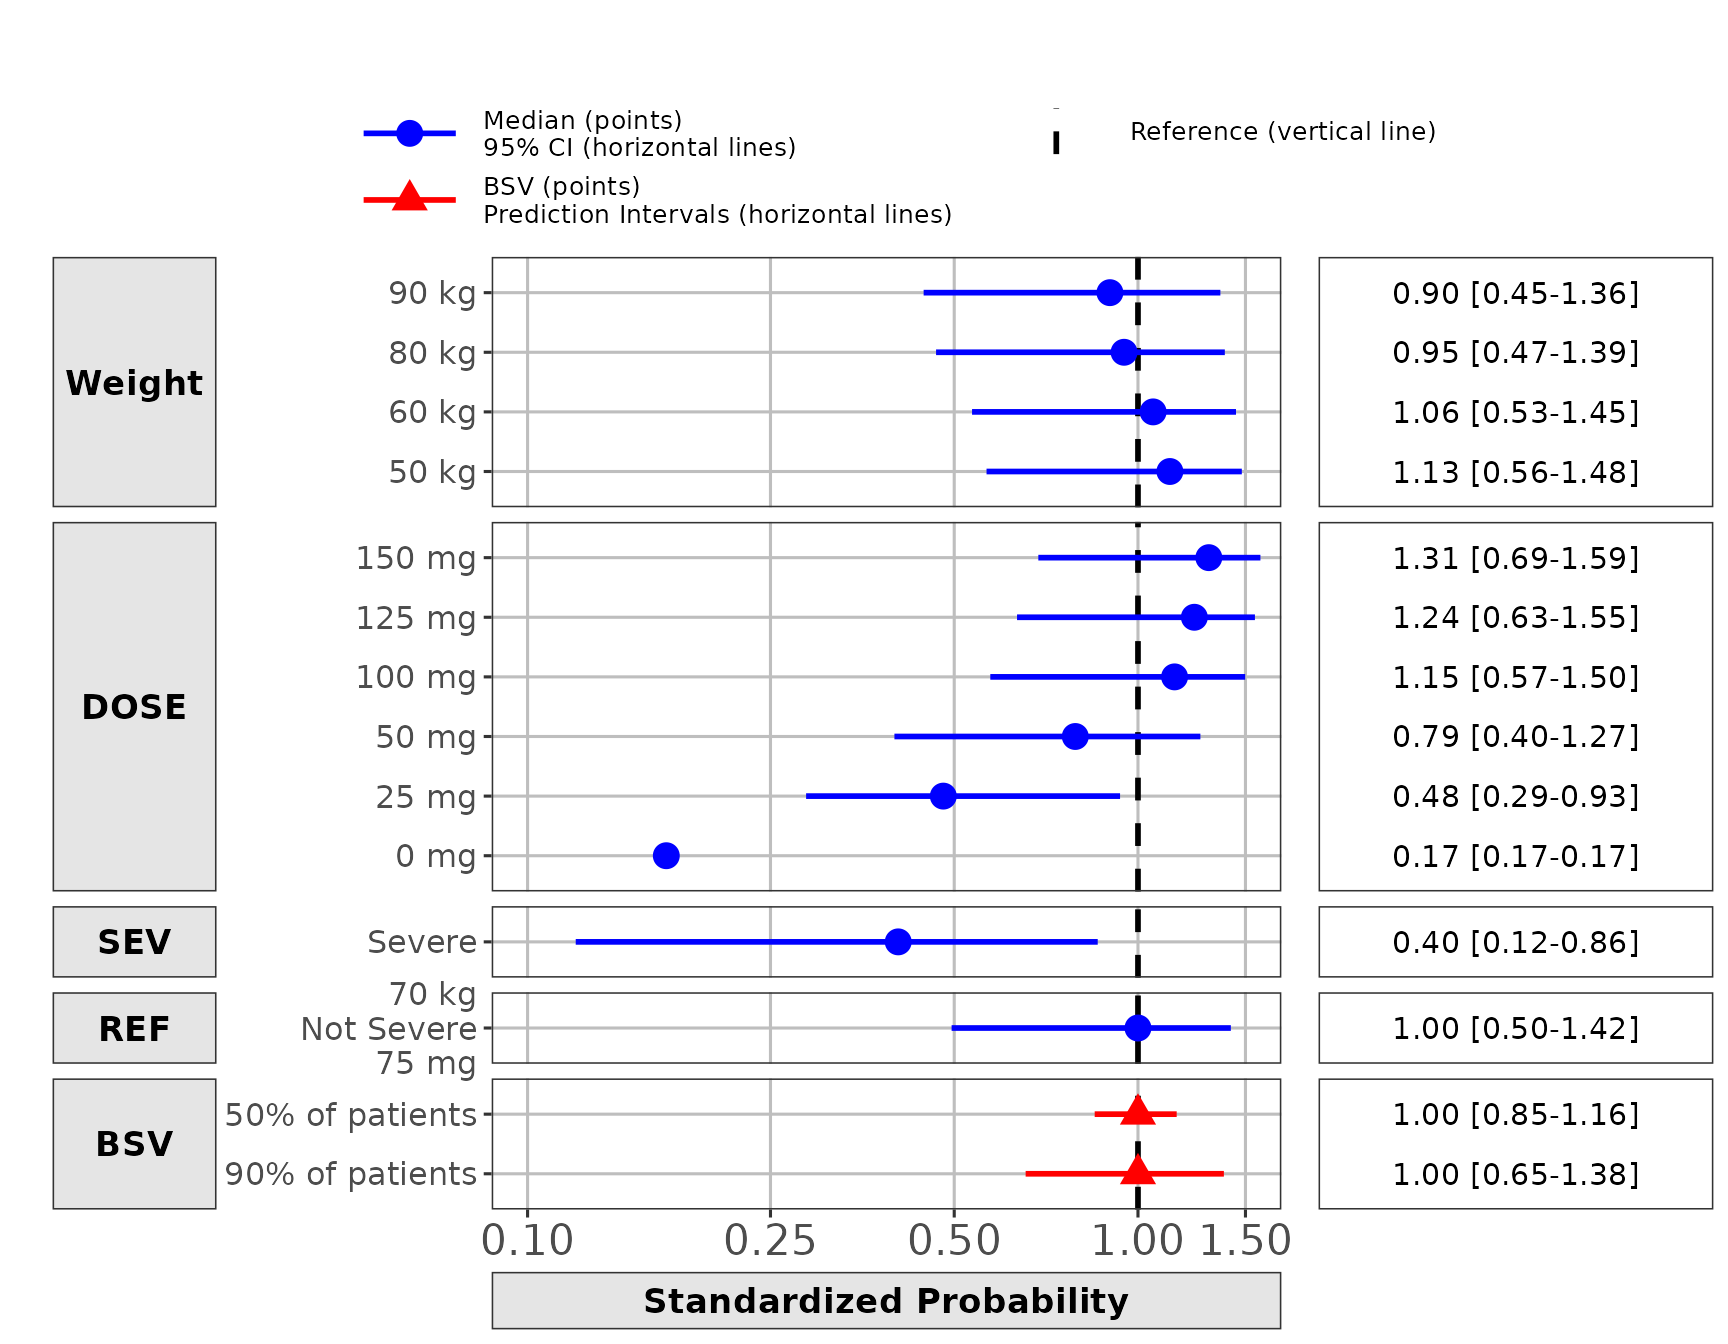 Median (points)
95% CI (horizontal lines)
Reference (vertical line)
BSV (points)
Prediction Intervals (horizontal lines)
Weight
90 kg
0.90 [0.45-1.36]
80 kg
0.95 [0.47-1.39]
60 kg
1.06 [0.53-1.45]
50 kg
1.13 [0.56-1.48]
DOSE
150 mg
1.31 [0.69-1.59]
125 mg
1.24 [0.63-1.55]
100 mg
1.15 [0.57-1.50]
50 mg
0.79 [0.40-1.27]
25 mg
0.48 [0.29-0.93]
0 mg
0.17 [0.17-0.17]
SEV
Severe
0.40 [0.12-0.86]
REF
70 kg
Not Severe
75 mg
1.00 [0.50-1.42]
BSV
50% of patients
1.00 [0.85-1.16]
90% of patients
1.00 [0.65-1.38]
0.10 0.25 0.50 1.00 1.50
Standardized Probability